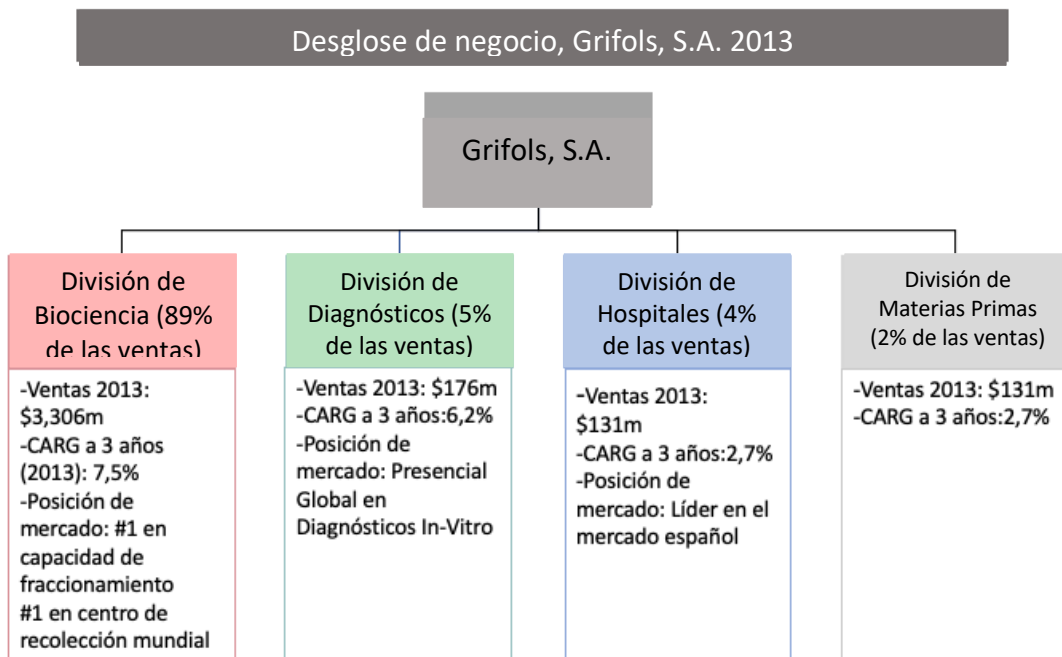 Desglose de negocio, Grifols, S.A. 2013
Grifols, S.A.
División de
Biociencia (89%
de las ventas)
-Ventas 2013:
$3,306m
-CARG a 3 años
(2013): 7,5%
-Posición de
mercado: #1 en
capacidad de
fraccionamiento
#1 en centro de
recolección mundial
División de
Diagnósticos (5%
de las ventas)
-Ventas 2013: $176m
-CARG a 3 años:6,2%
-Posición de
mercado: Presencial
Global en
Diagnósticos In-Vitro
División de
Hospitales (4%
de las ventas)
-Ventas 2013:
$131m
-CARG a 3 años:2,7%
-Posición de
mercado: Líder en el
mercado español
División de
Materias Primas
(2% de las ventas)
-Ventas 2013: $131m
-CARG a 3 años:2,7%